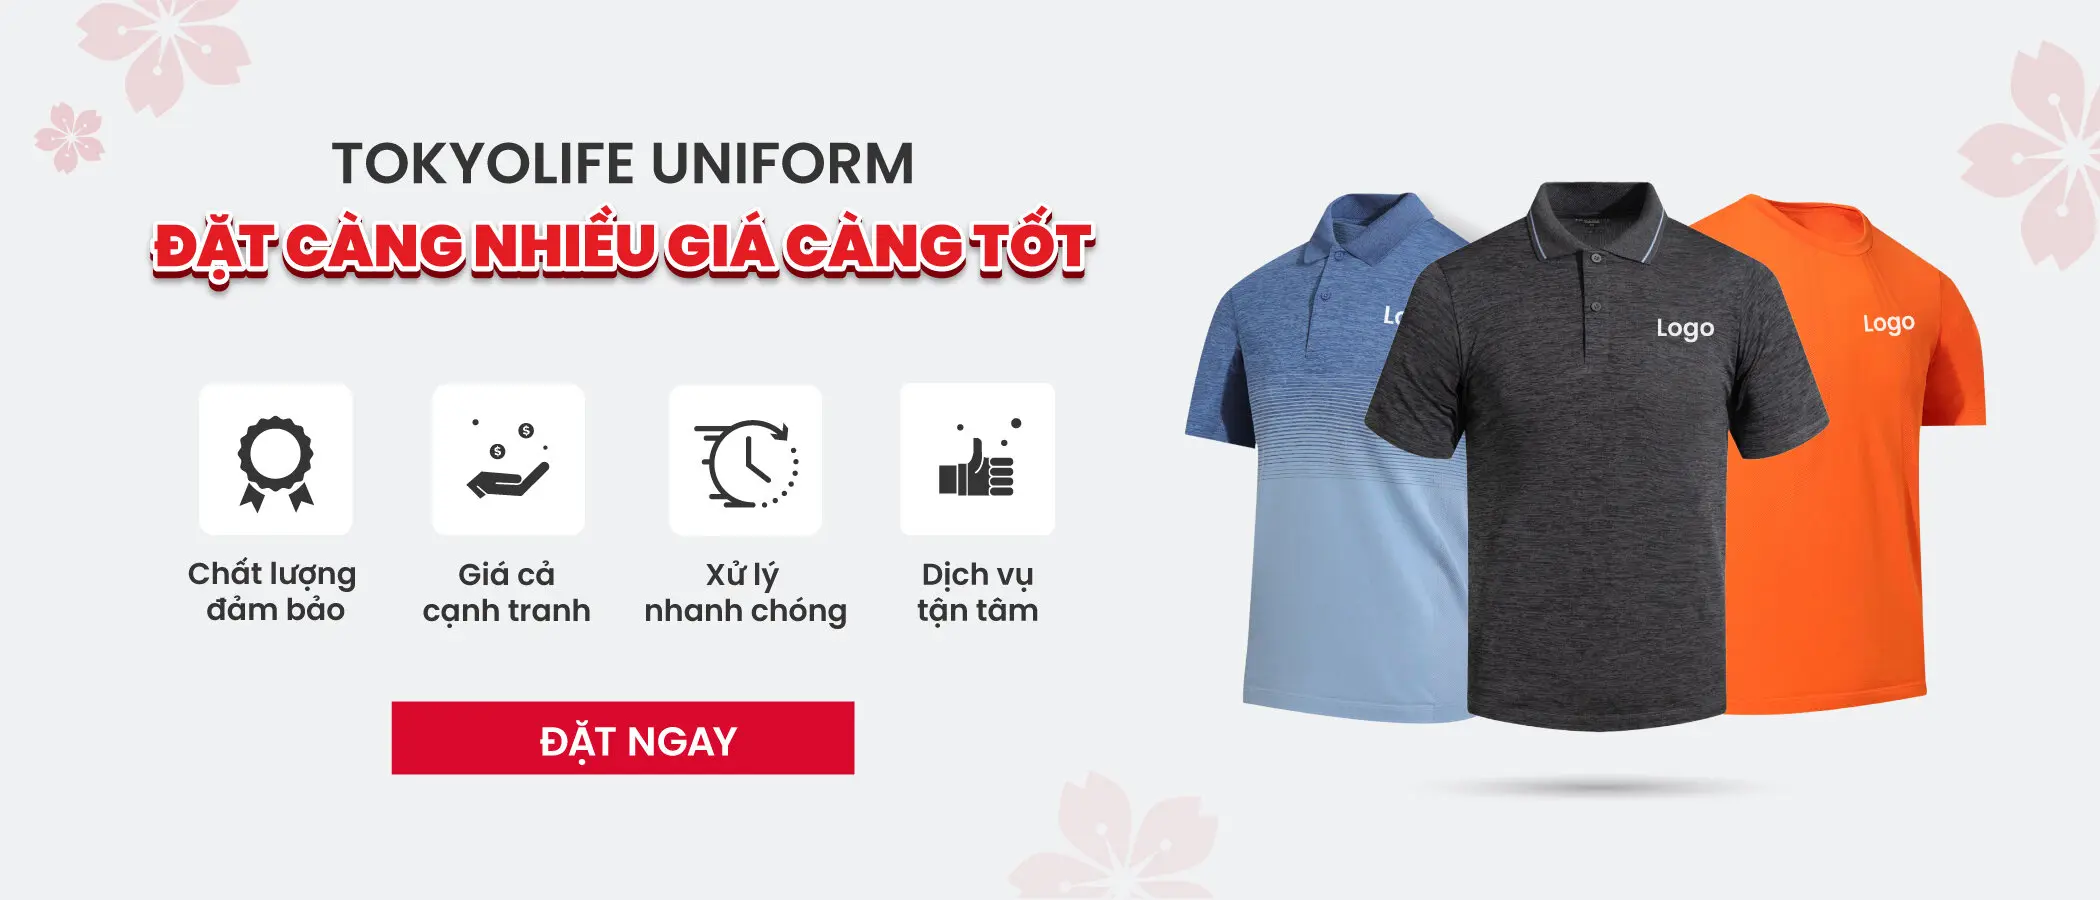 TOKYOLIFE UNIFORM
ĐẶT CÀNG NHIỀU GIÁ CÀNG TỐT
Chất lượng
đảm bảo
Giá cả
cạnh tranh
Xử lý
nhanh chóng
Dịch vụ
tận tâm
ĐẶT NGAY
Logo
Logo